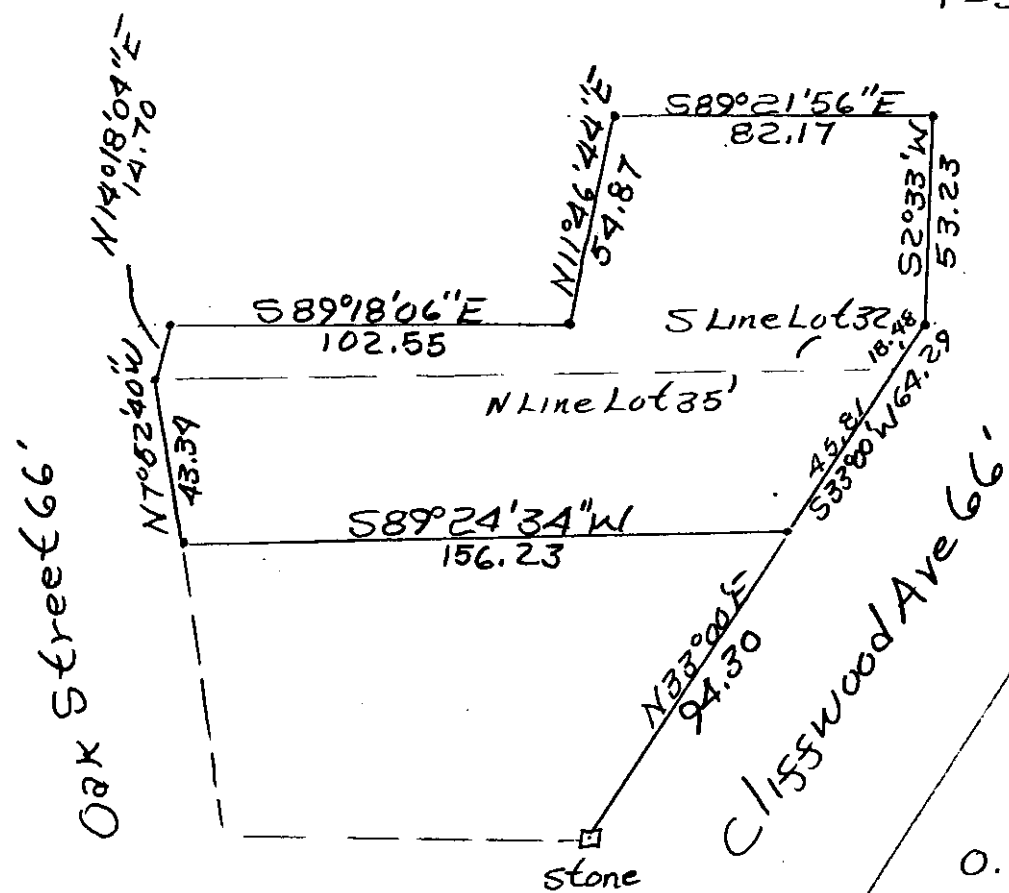 N14°18'04"E
14.70
S89°21'56"E
82.17
N11°46'44"E
54.87
S2°33'W
53.23
S89°18'06"E
102.55
S Line Lot 32
18.48
N Line Lot 35'
N7°52'40"W
43.34
45.81
S33°00'W 64.29
S89°24'34"W
156.23
Oak Street 66'
N33°00'E
94.30
Cliffwood Ave 66'
stone
O.